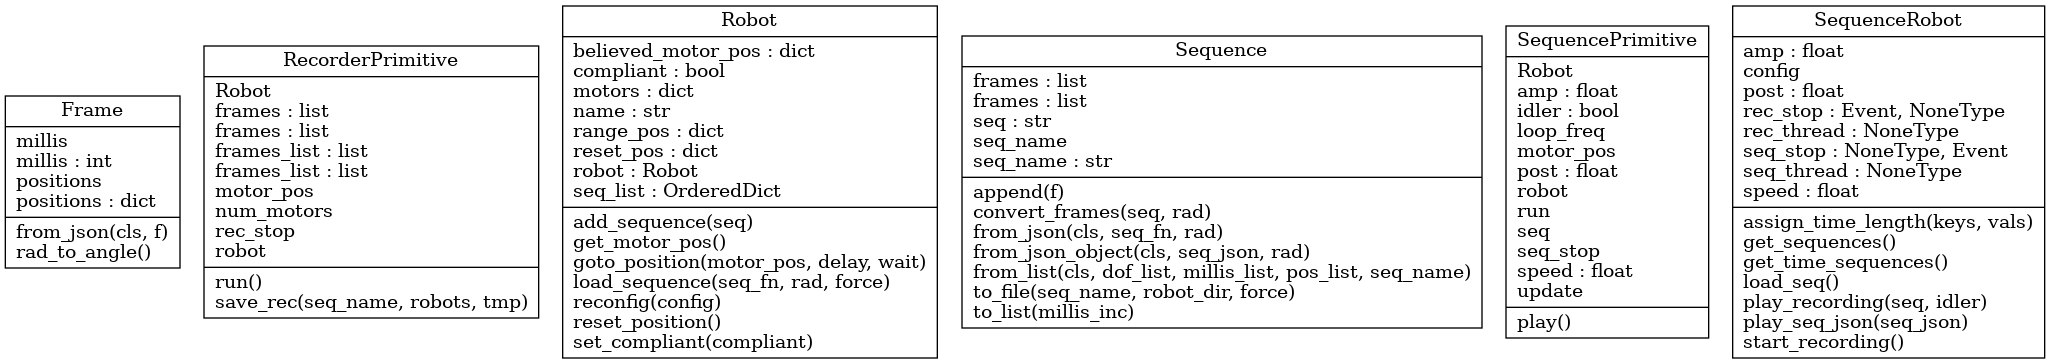 Frame
millis
millis : int
positions
positions : dict
from_json(cls, f)
rad_to_angle()
RecorderPrimitive
Robot
frames : list
frames : list
frames_list : list
frames_list : list
motor_pos
num_motors
rec_stop
robot
run()
save_rec(seq_name, robots, tmp)
Robot
believed_motor_pos : dict
compliant : bool
motors : dict
name : str
range_pos : dict
reset_pos : dict
robot : Robot
seq_list : OrderedDict
add_sequence(seq)
get_motor_pos()
goto_position(motor_pos, delay, wait)
load_sequence(seq_fn, rad, force)
reconfig(config)
reset_position()
set_compliant(compliant)
Sequence
frames : list
frames : list
seq : str
seq_name
seq_name : str
append(f)
convert_frames(seq, rad)
from_json(cls, seq_fn, rad)
from_json_object(cls, seq_json, rad)
from_list(cls, dof_list, millis_list, pos_list, seq_name)
to_file(seq_name, robot_dir, force)
to_list(millis_inc)
SequencePrimitive
Robot
amp : float
idler : bool
loop_freq
motor_pos
post : float
robot
run
seq
seq_stop
speed : float
update
play()
SequenceRobot
amp : float
config
post : float
rec_stop : Event, NoneType
rec_thread : NoneType
seq_stop : NoneType, Event
seq_thread : NoneType
speed : float
assign_time_length(keys, vals)
get_sequences()
get_time_sequences()
load_seq()
play_recording(seq, idler)
play_seq_json(seq_json)
start_recording()